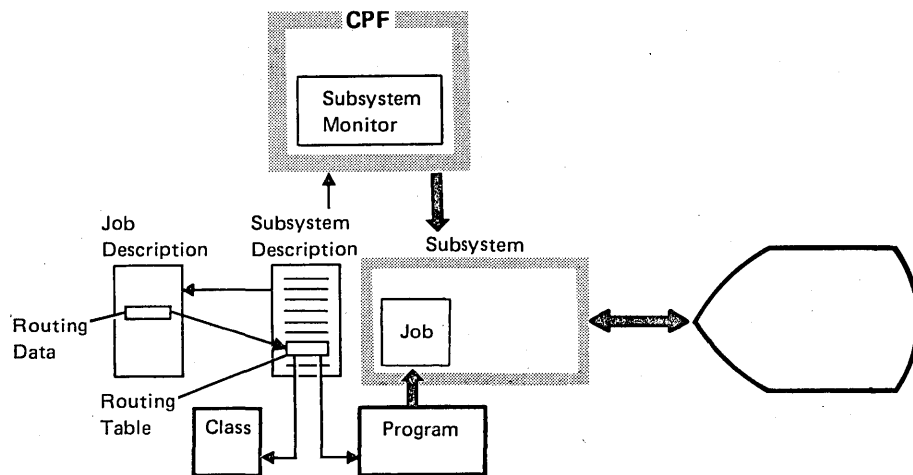 CPF
Subsystem
Monitor
Job
Description
Subsystem
Description
Subsystem
Routing
Data
Job
Routing
Table
Class
Program